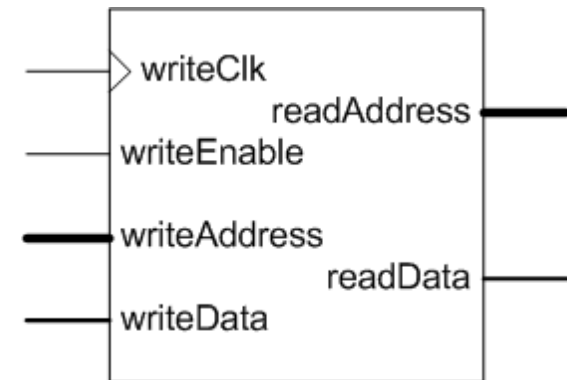 writeClk
readAddress
writeEnable
writeAddress
readData
writeData